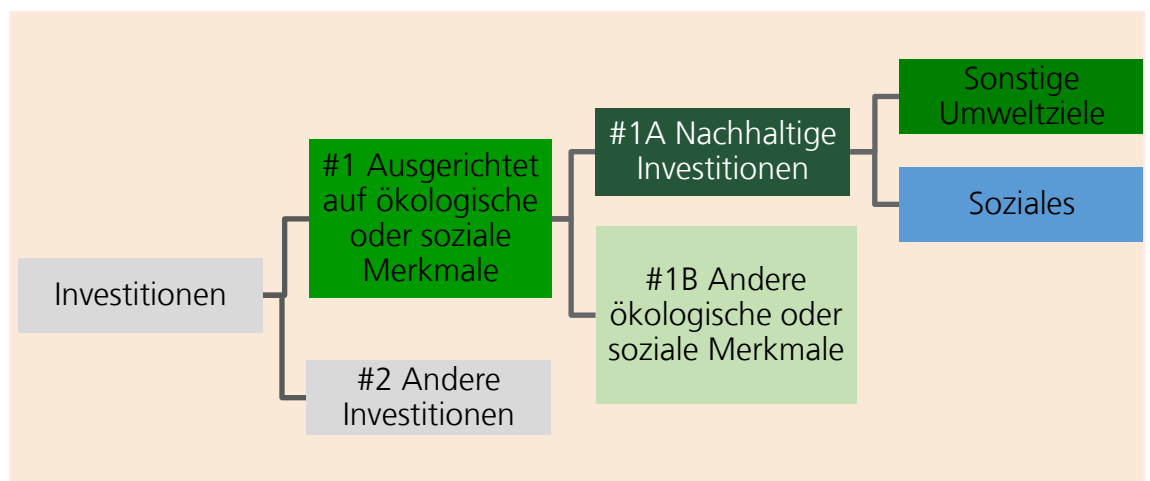 Investitionen
#1 Ausgerichtet
auf ökologische
oder soziale
Merkmale
#2 Andere
Investitionen
#1A Nachhaltige
Investitionen
#1B Andere
ökologische oder
soziale Merkmale
Sonstige
Umweltziele
Soziales